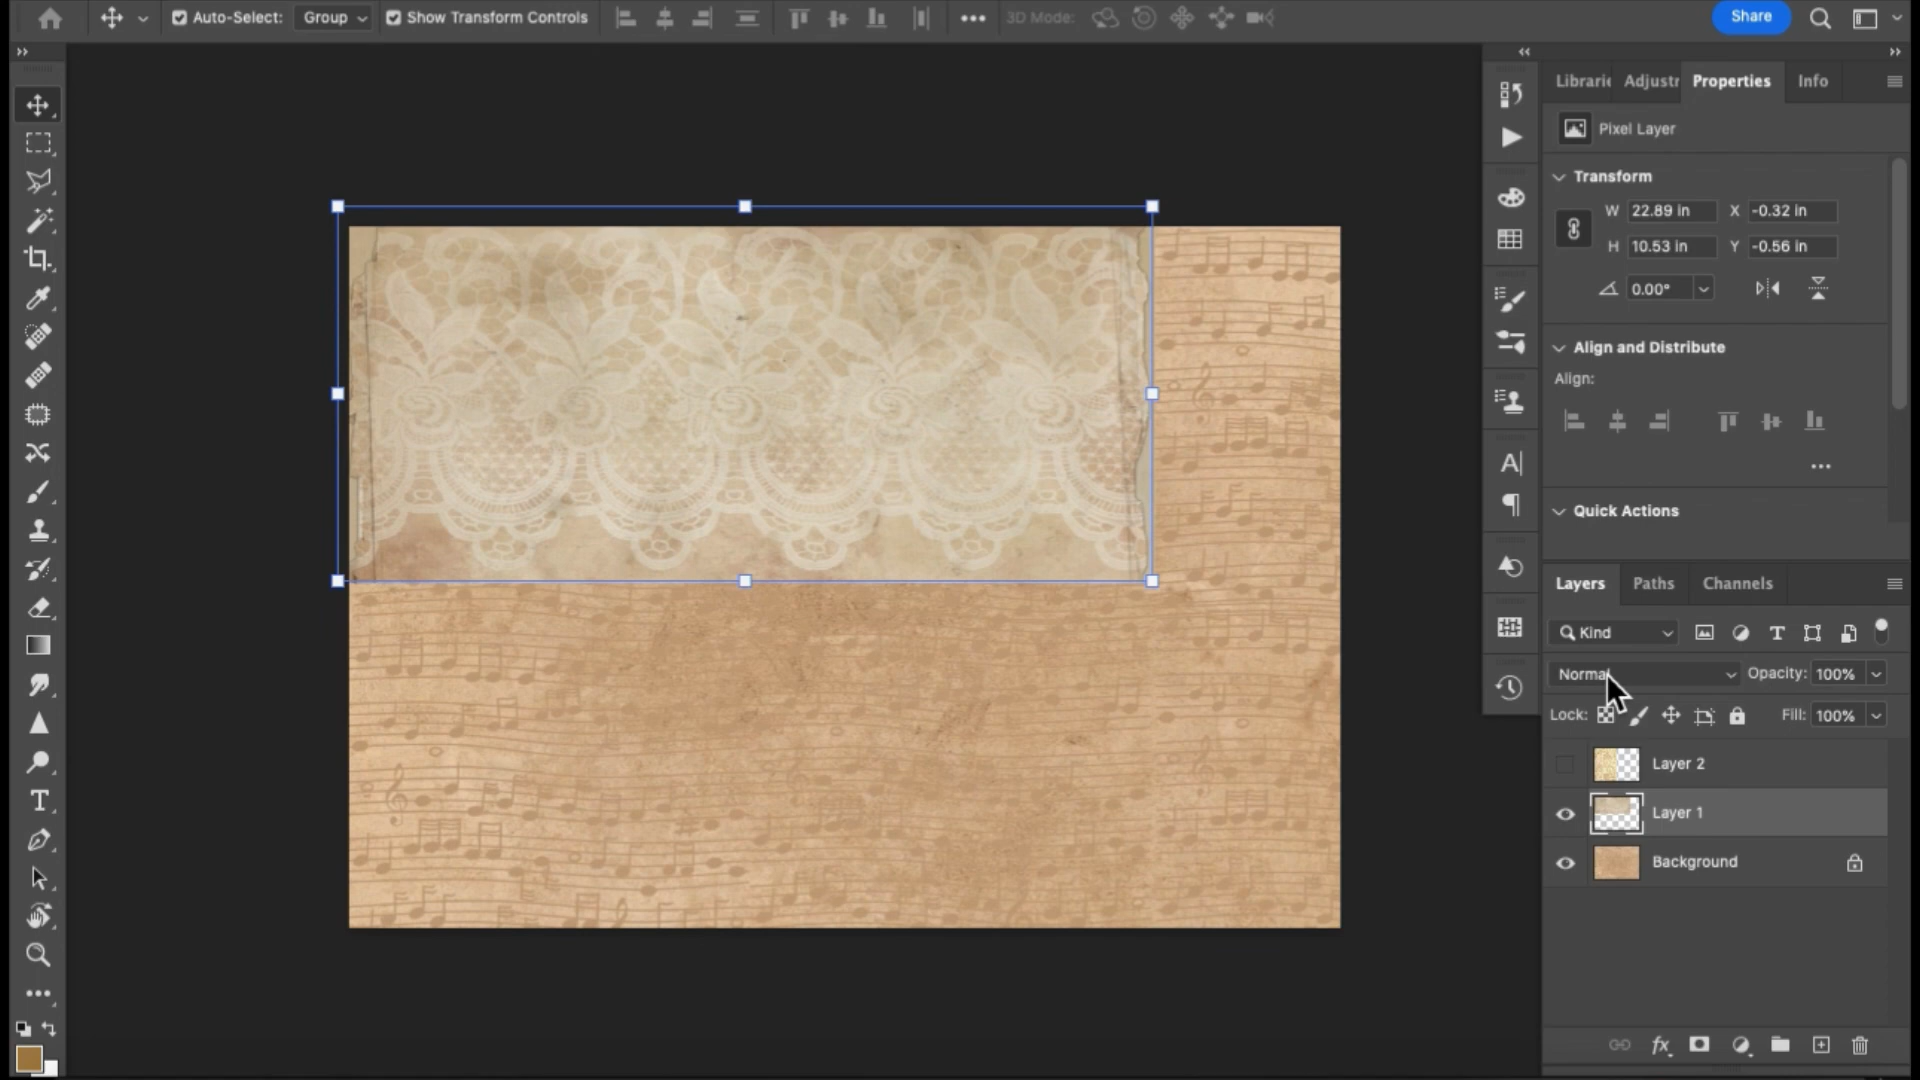 Auto-Select: Group Show Transform Controls 3D Mode: Share
Librarie Adjustr Properties Info
Pixel Layer
Transform
W 22.89 in X -0.32 in
H 10.53 in Y -0.56 in
0.00°
Align and Distribute
Align:
Quick Actions
Layers Paths Channels
Kind
Normal Opacity: 100%
Lock: Fill: 100%
Layer 2
Layer 1
Background